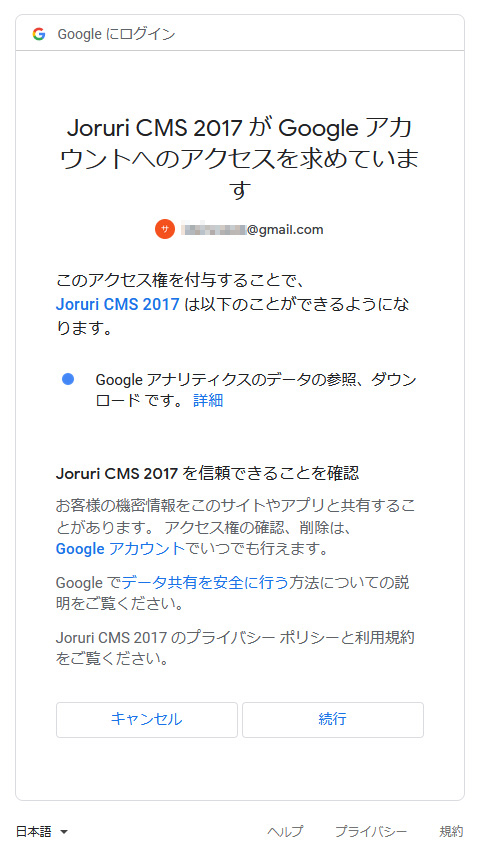 Google にログイン
Joruri CMS 2017 が Google アカ
ウントへのアクセスを求めていま
す
サ @gmail.com
このアクセス権を付与することで、
Joruri CMS 2017 は以下のことができるようにな
ります。
Google アナリティクスのデータの参照、ダウン
ロード です。 詳細
Joruri CMS 2017 を信頼できることを確認
お客様の機密情報をこのサイトやアプリと共有するこ
とがあります。 アクセス権の確認、削除は、
Google アカウントでいつでも行えます。
Google でデータ共有を安全に行う方法についての説
明をご覧ください。
Joruri CMS 2017 のプライバシー ポリシーと利用規約
をご覧ください。
キャンセル 続行
日本語 ヘルプ プライバシー 規約